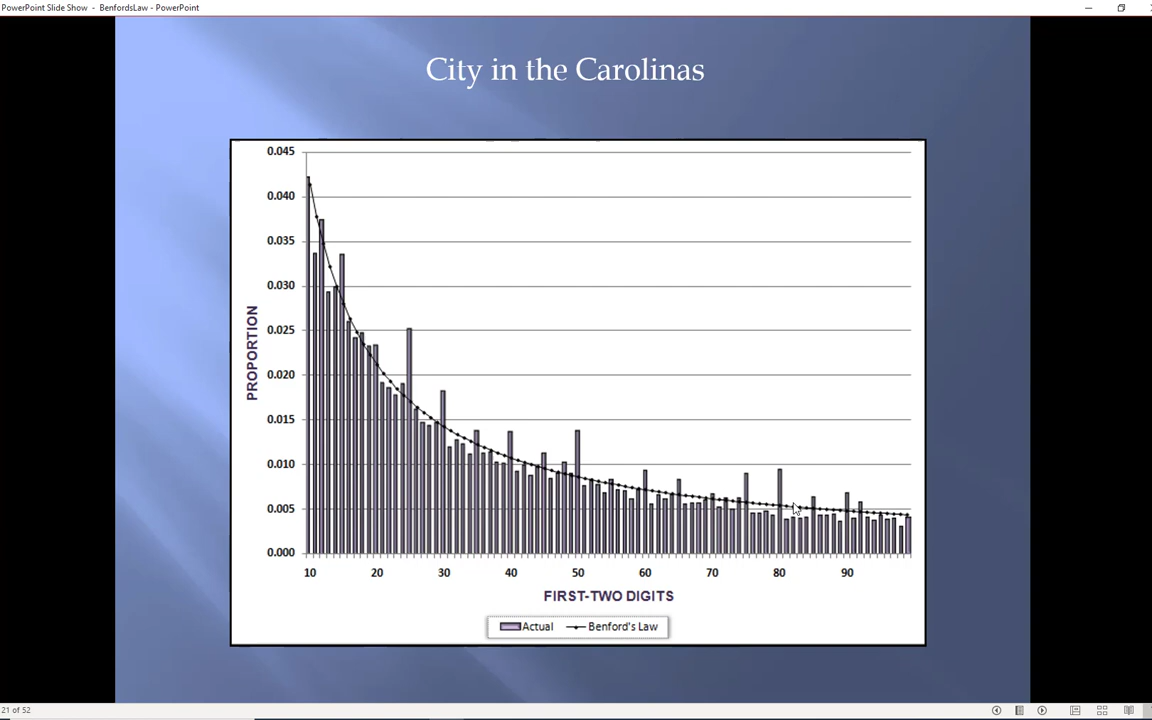 PowerPoint Slide Show - BenfordsLaw - PowerPoint
City in the Carolinas
0.045
0.040
0.035
0.030
0.025
0.020
0.015
0.010
0.005
0.000
PROPORTION
10 20 30 40 50 60 70 80 90
FIRST-TWO DIGITS
Actual Benford's Law
21 of 52